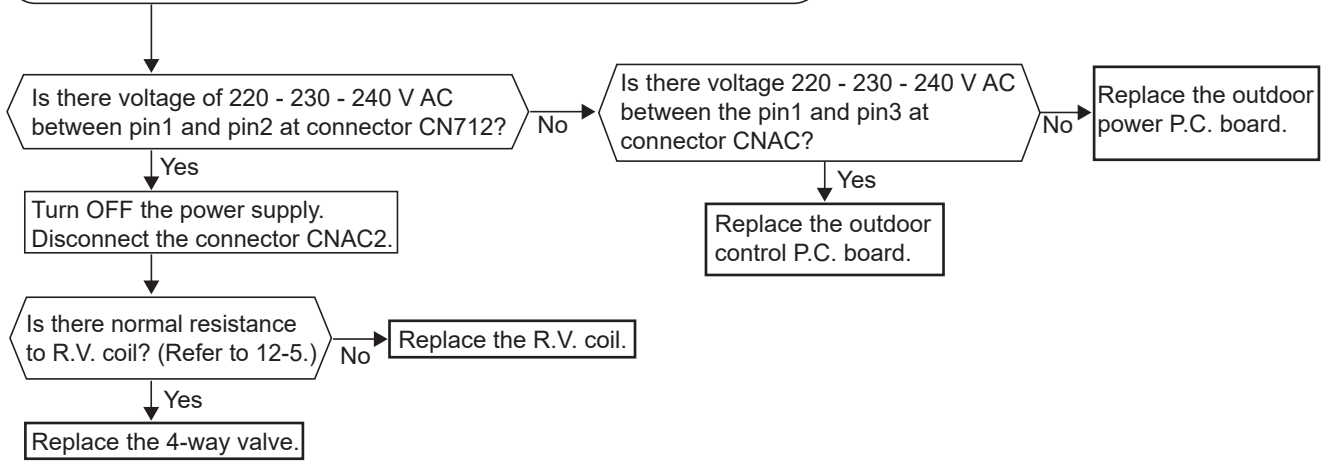 Is there voltage of 220 - 230 - 240 V AC
between pin1 and pin2 at connector CN712?
No
Is there voltage 220 - 230 - 240 V AC
between the pin1 and pin3 at
connector CNAC?
No
Replace the outdoor
power P.C. board.
Yes
Replace the outdoor
control P.C. board.
Yes
Turn OFF the power supply.
Disconnect the connector CNAC2.
Is there normal resistance
to R.V. coil? (Refer to 12-5.)
No
Replace the R.V. coil.
Yes
Replace the 4-way valve.